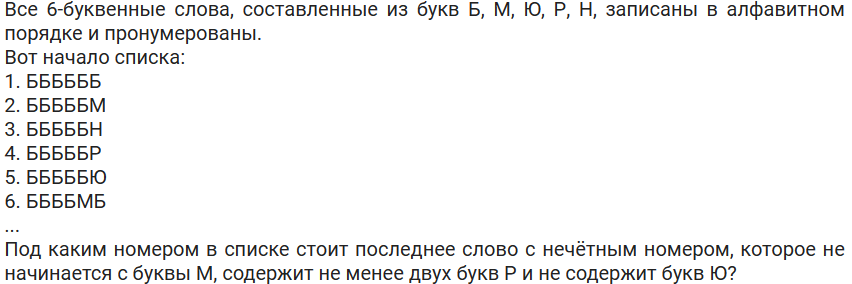 Все 6-буквенные слова, составленные из букв Б, М, Ю, Р, Н, записаны в алфавитном
порядке и пронумерованы.
Вот начало списка:
1. ББББББ
2. БББББМ
3. БББББН
4. БББББР
5. БББББЮ
6. ББББМБ
...
Под каким номером в списке стоит последнее слово с нечётным номером, которое не
начинается с буквы М, содержит не менее двух букв Р и не содержит букв Ю?